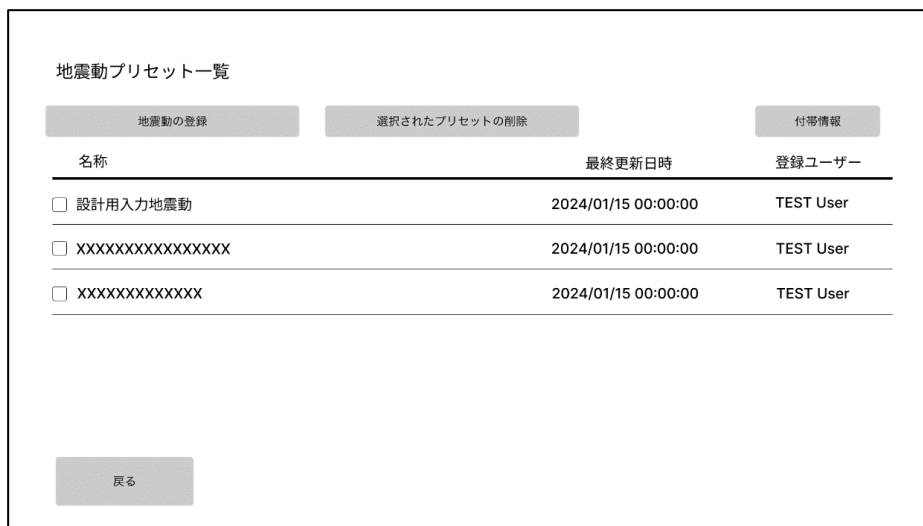 地震動プリセット一覧
地震動の登録 選択されたプリセットの削除 付帯情報
名称 最終更新日時 登録ユーザー
設計用入力地震動 2024/01/15 00:00:00 TEST User
XXXXXXXXXXXXXXXX 2024/01/15 00:00:00 TEST User
XXXXXXXXXXXXX 2024/01/15 00:00:00 TEST User
戻る